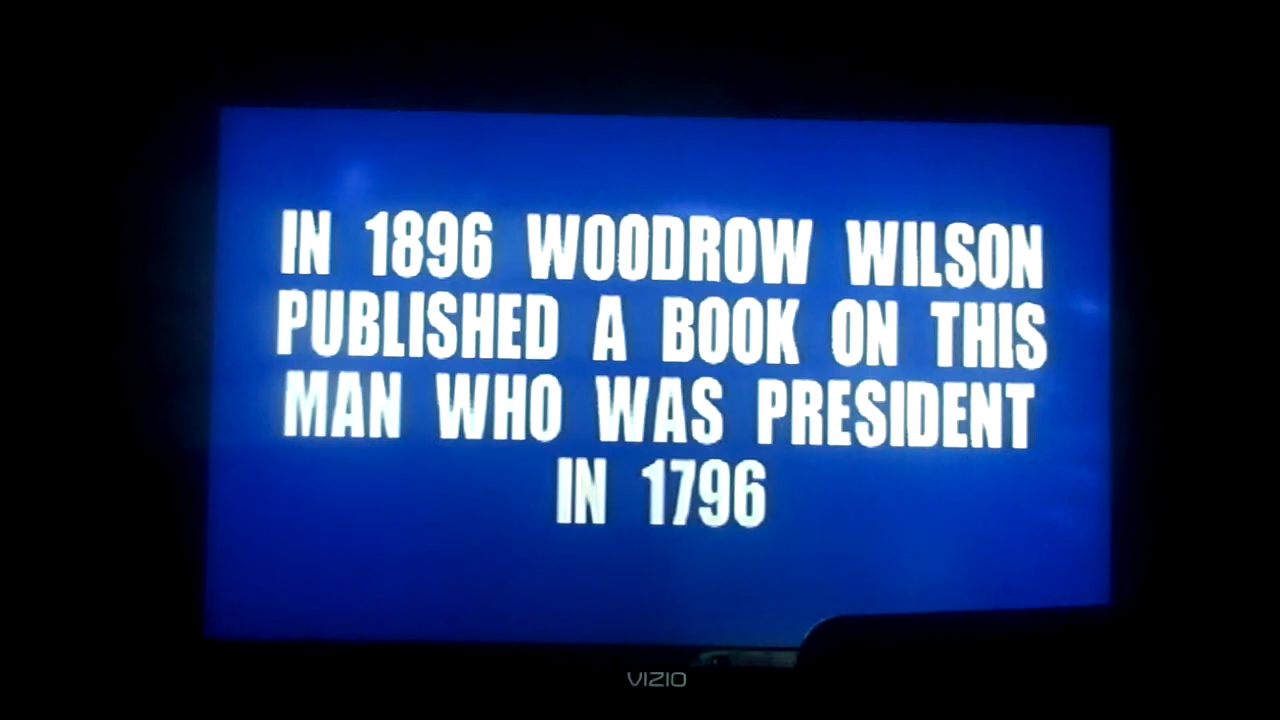 IN 1896 WOODROW WILSON
PUBLISHED A BOOK ON THIS
MAN WHO WAS PRESIDENT
IN 1796
VIZIO